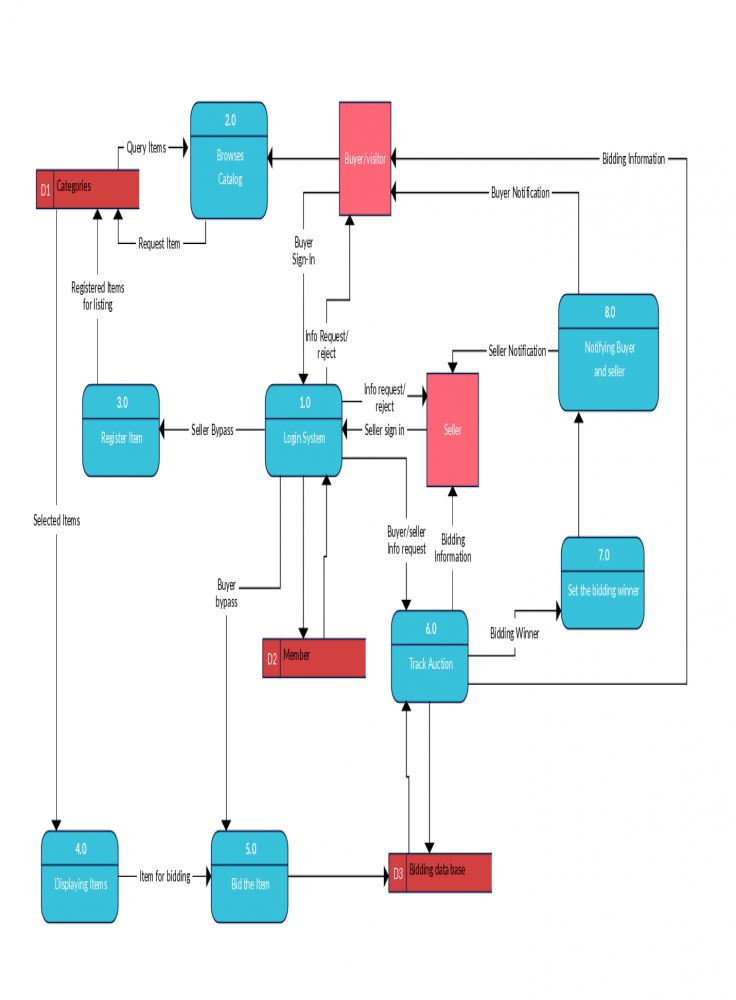 2.0
Browses
Catalog
Buyer/visitor
Query Items
Bidding Information
D1
Categories
Buyer Notification
Request Item
Buyer
Sign-In
Registered Items
for listing
8.0
Notifying Buyer
and seller
Info Request/
reject
Seller Notification
3.0
Register Item
1.0
Login System
Info request/
reject
Seller Bypass
Seller sign in
Seller
Selected Items
Buyer/seller
Info request
Bidding
Information
7.0
Set the bidding winner
Buyer
bypass
6.0
Track Auction
Bidding Winner
D2
Member
4.0
Displaying Items
Item for bidding
5.0
Bid the Item
D3
Bidding data base